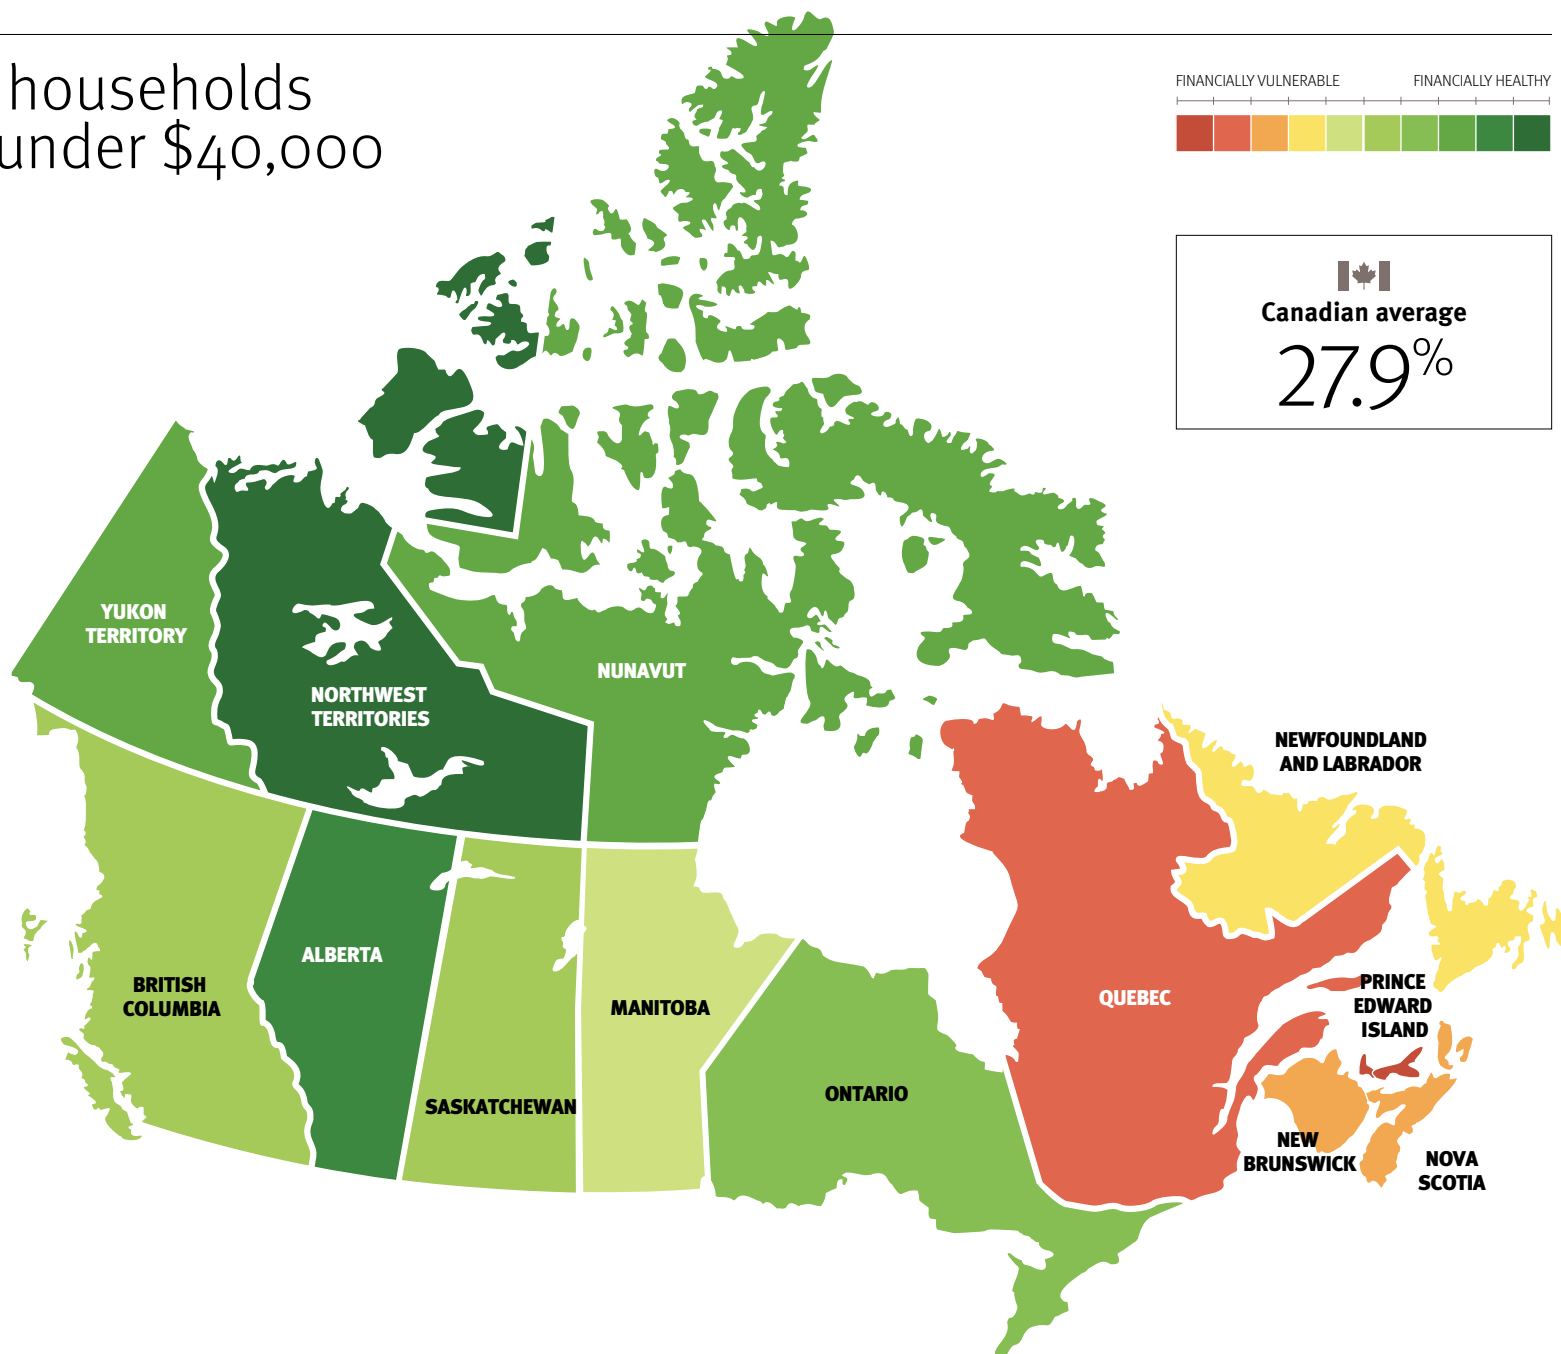 households
under $40,000
FINANCIALLY VULNERABLE
FINANCIALLY HEALTHY
Canadian average
27.9%
YUKON
TERRITORY
NORTHWEST
TERRITORIES
NUNAVUT
NEWFOUNDLAND
AND LABRADOR
BRITISH
COLUMBIA
ALBERTA
SASKATCHEWAN
MANITOBA
ONTARIO
QUEBEC
PRINCE
EDWARD
ISLAND
NEW
BRUNSWICK
NOVA
SCOTIA